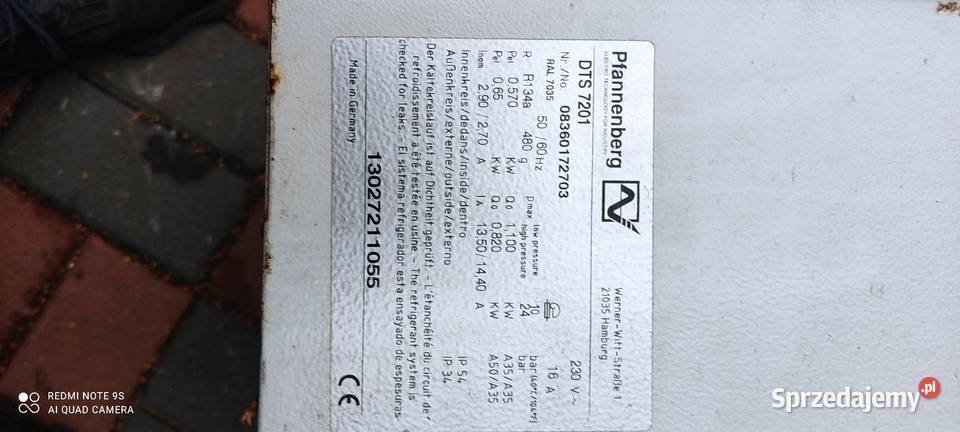 Pfannenberg
ELECTRO TECHNOLOGY FOR INDUSTRY
Werner-Witt-Straße 1
21035 Hamburg
DTS 7201 230 V ~
Nr./No. 08360172703 16 A
RAL 7035 50 /60 Hz
R R134a 480 g Pmax low pressure 10 bar (40°C/104°F)
high pressure 24 bar
Pel 0,570 KW Qo 1,100 KW A35/A35
Pel 0,65 KW Qo 0,820 KW A50/A35
Inom 2,90 / 2,70 A IA 13,50/14,40 A
Innenkreis/dedans/inside/dentro IP 54
Außenkreis/externe/outside/externo IP 34
Der Kältekreislauf ist auf Dichtheit geprüft. - L'étanchéité du circuit de
refroidissement a été testée en usine - The refrigerant system is
checked for leaks. - El sistema refrigerador esta ensayado de espesuras
13027211055
Made in Germany CE
REDMI NOTE 9S
AI QUAD CAMERA
Sprzedajemy.pl